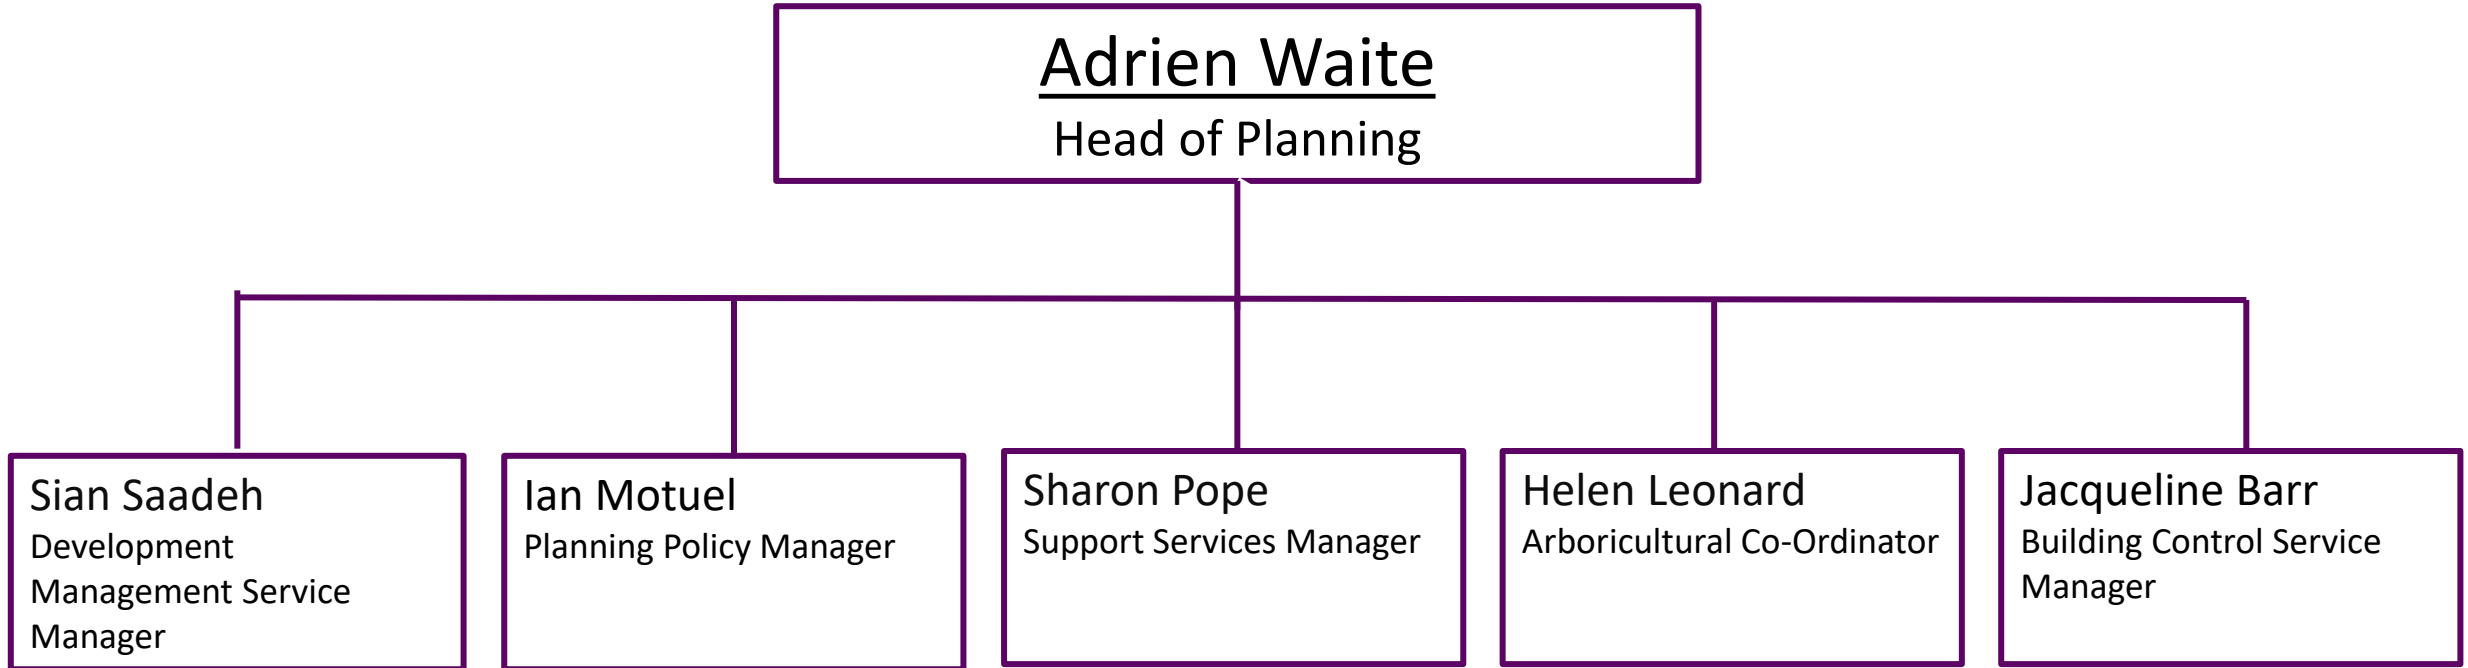 Adrien Waite
Head of Planning
Sian Saadeh
Development
Management Service
Manager
Ian Motuel
Planning Policy Manager
Sharon Pope
Support Services Manager
Helen Leonard
Arboricultural Co-Ordinator
Jacqueline Barr
Building Control Service
Manager